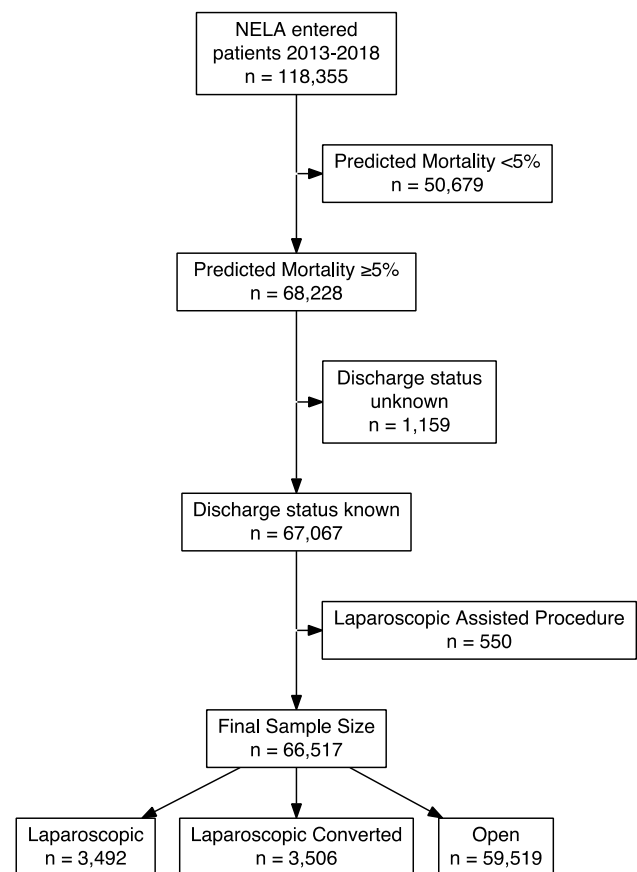 NELA entered
patients 2013-2018
n = 118,355
Predicted Mortality <5%
n = 50,679
Predicted Mortality ≥5%
n = 68,228
Discharge status
unknown
n = 1,159
Discharge status known
n = 67,067
Laparoscopic Assisted Procedure
n = 550
Final Sample Size
n = 66,517
Laparoscopic
n = 3,492
Laparoscopic Converted
n = 3,506
Open
n = 59,519